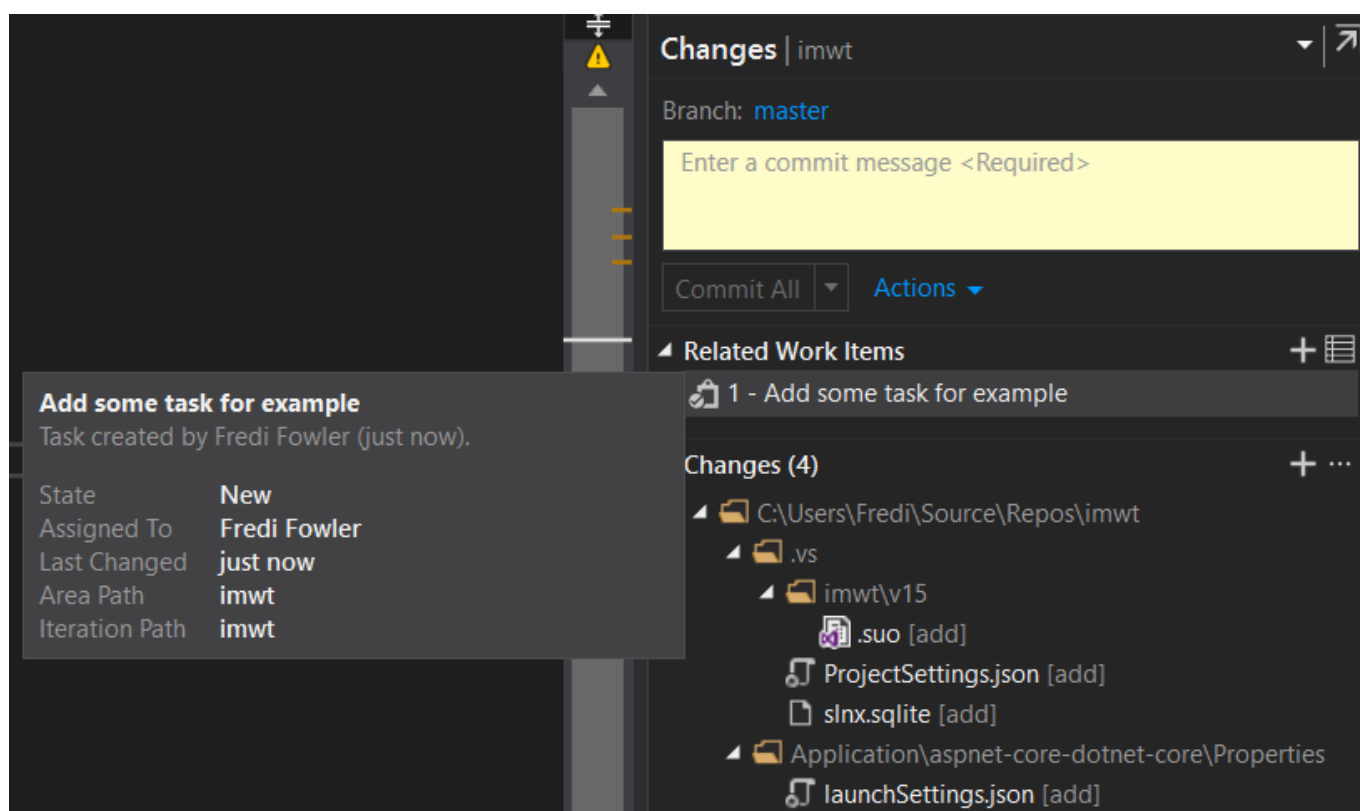 Changes | imwt
Branch: master
Enter a commit message <Required>
Commit All
Actions
Related Work Items
1 - Add some task for example
Add some task for example
Task created by Fredi Fowler (just now).
State New
Assigned To Fredi Fowler
Last Changed just now
Area Path imwt
Iteration Path imwt
Changes (4)
C:\Users\Fredi\Source\Repos\imwt
.vs
imwt\v15
.suo [add]
ProjectSettings.json [add]
slnx.sqlite [add]
Application\aspnet-core-dotnet-core\Properties
launchSettings.json [add]